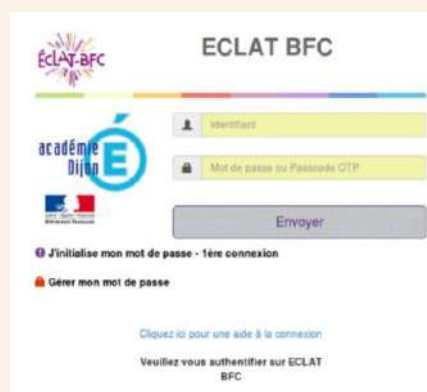 ÉCLAT-BFC
ECLAT BFC
Identifiant
académie
Dijon
Mot de passe ou Passcode OTP
Envoyer
J'initialise mon mot de passe - 1ère connexion
Gérer mon mot de passe
Cliquez ici pour une aide à la connexion
Veuillez vous authentifier sur ECLAT
BFC